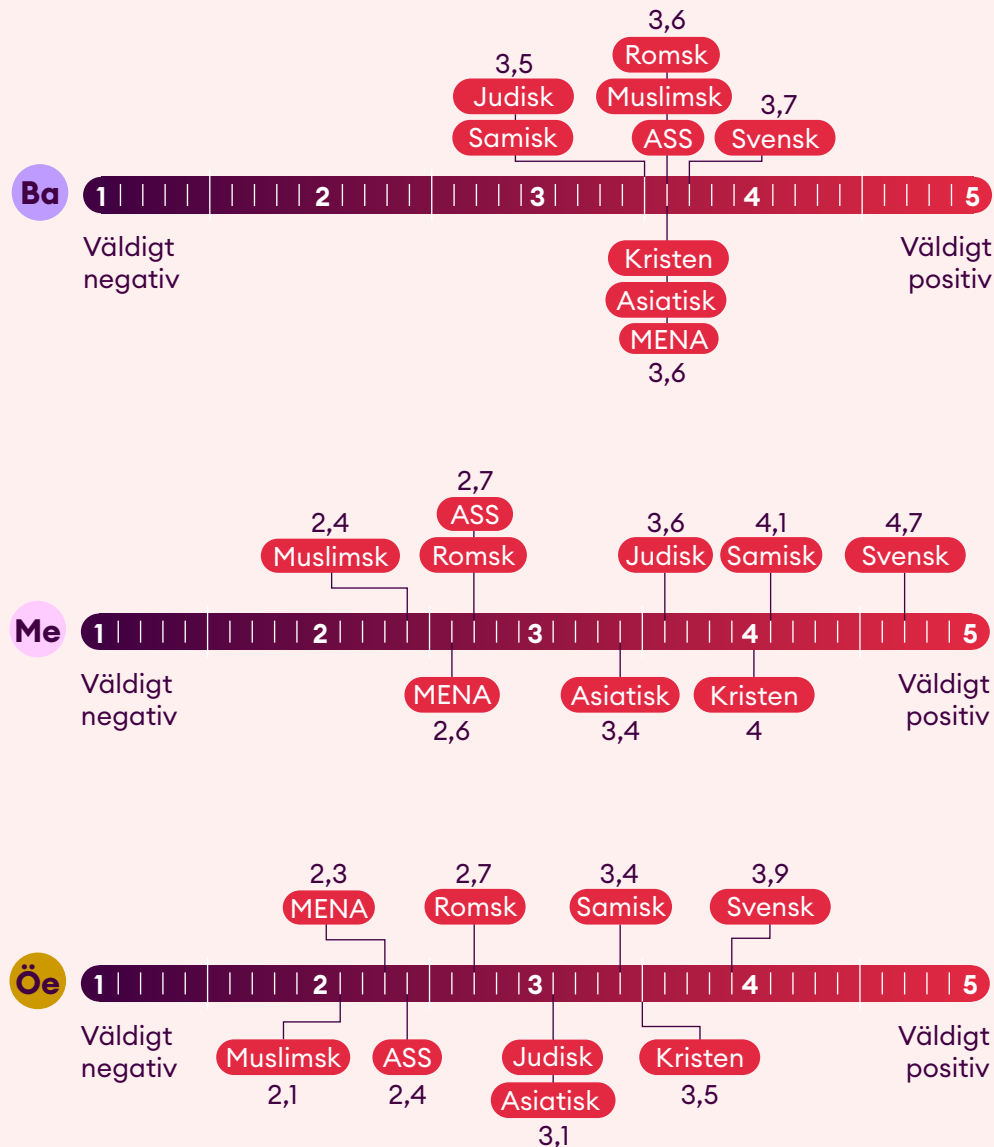 3,6
Romsk
3,5
Judisk
Muslimsk
3,7
Samisk
ASS
Svensk
Ba
1 2 3 4 5
Väldigt
negativ
Väldigt
positiv
Kristen
Asiatisk
MENA
3,6
2,7
ASS
2,4
3,6
4,1
4,7
Muslimsk
Romsk
Judisk
Samisk
Svensk
Me
1 2 3 4 5
Väldigt
negativ
Väldigt
positiv
MENA
Asiatisk
Kristen
2,6
3,4
4
2,3
2,7
3,4
3,9
MENA
Romsk
Samisk
Svensk
Öe
1 2 3 4 5
Väldigt
negativ
Väldigt
positiv
Muslimsk
ASS
Judisk
Kristen
2,1
2,4
Asiatisk
3,5
3,1